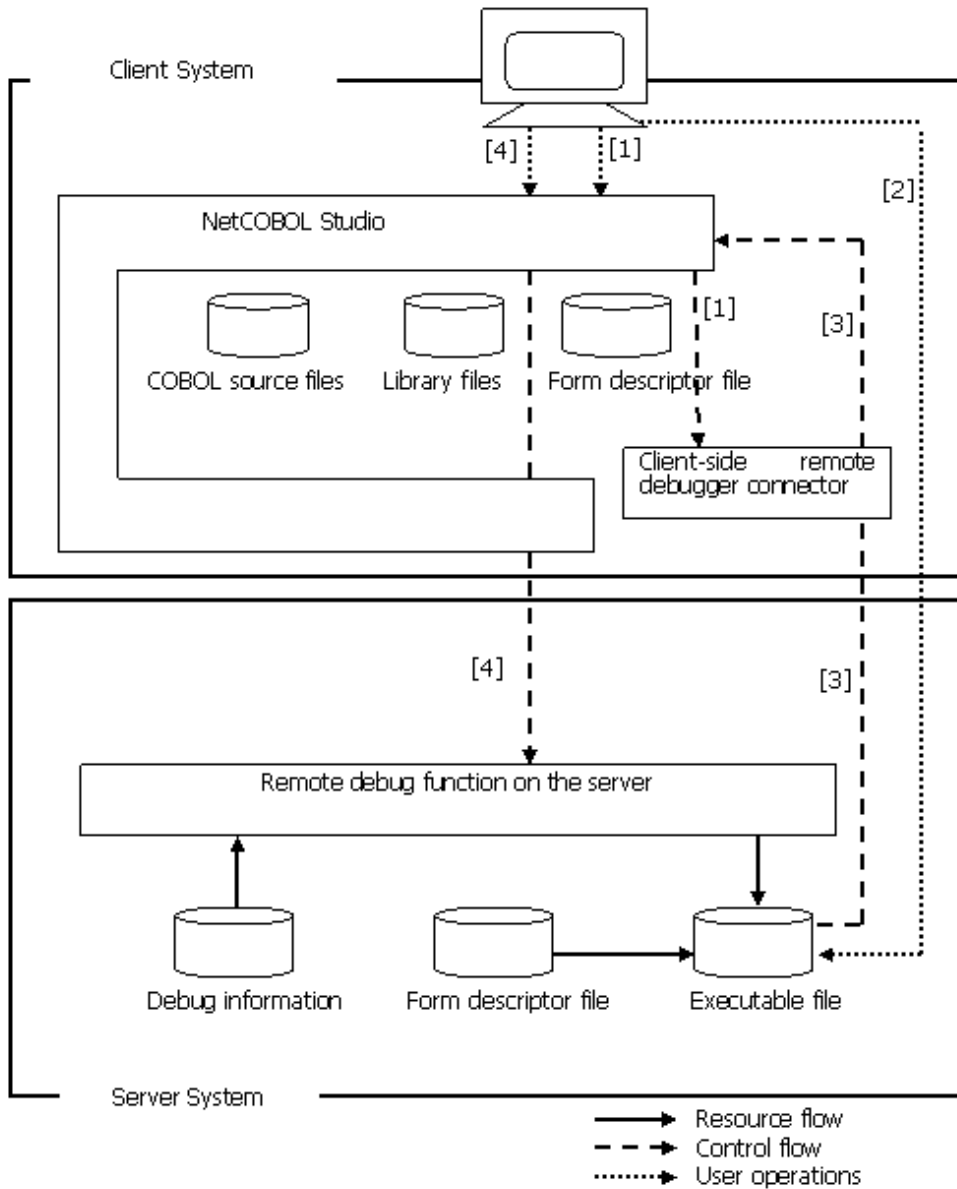 Client System
[4]
[1]
[2]
NetCOBOL Studio
[1]
[3]
COBOL source files
Library files
Form descriptor file
Client-side remote
debugger connector
[4]
[3]
Remote debug function on the server
Debug information
Form descriptor file
Executable file
Server System
Resource flow
Control flow
User operations